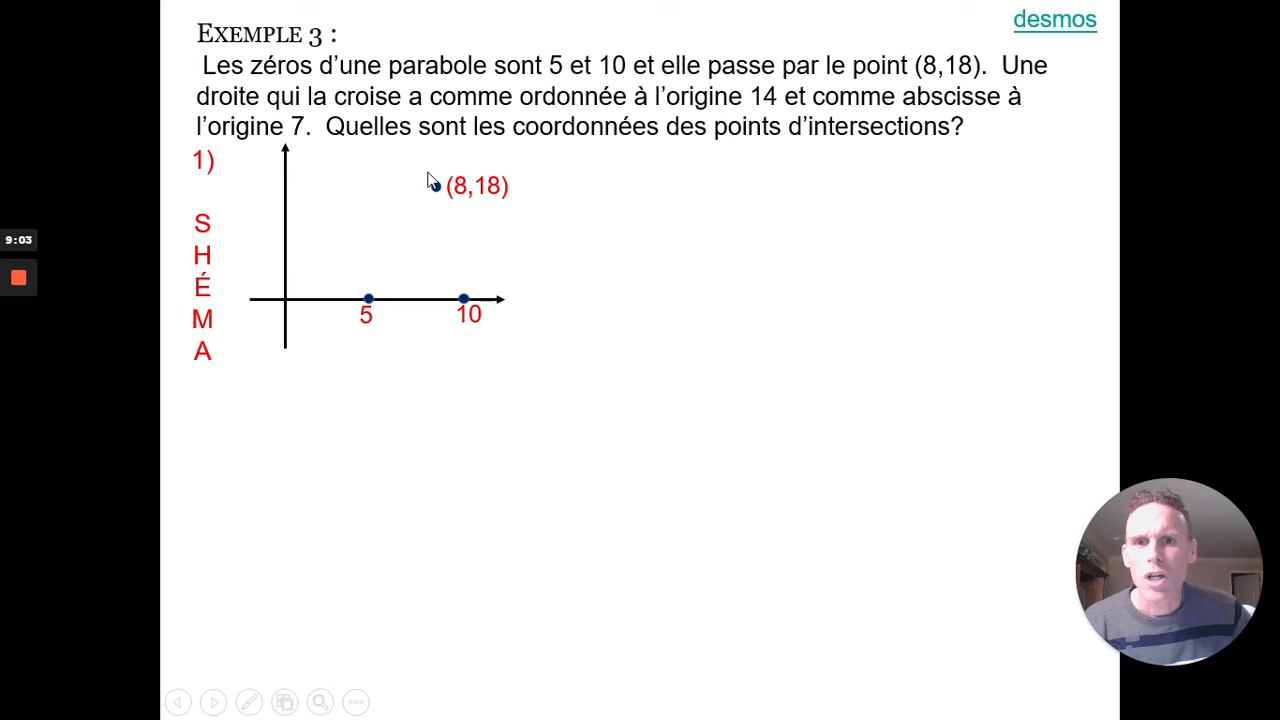 desmos
EXEMPLE 3 :
Les zéros d’une parabole sont 5 et 10 et elle passe par le point (8,18).  Une
droite qui la croise a comme ordonnée à l’origine 14 et comme abscisse à
l’origine 7.  Quelles sont les coordonnées des points d’intersections?
1)
(8,18)
S
H
É
M
A
5
10
9:03